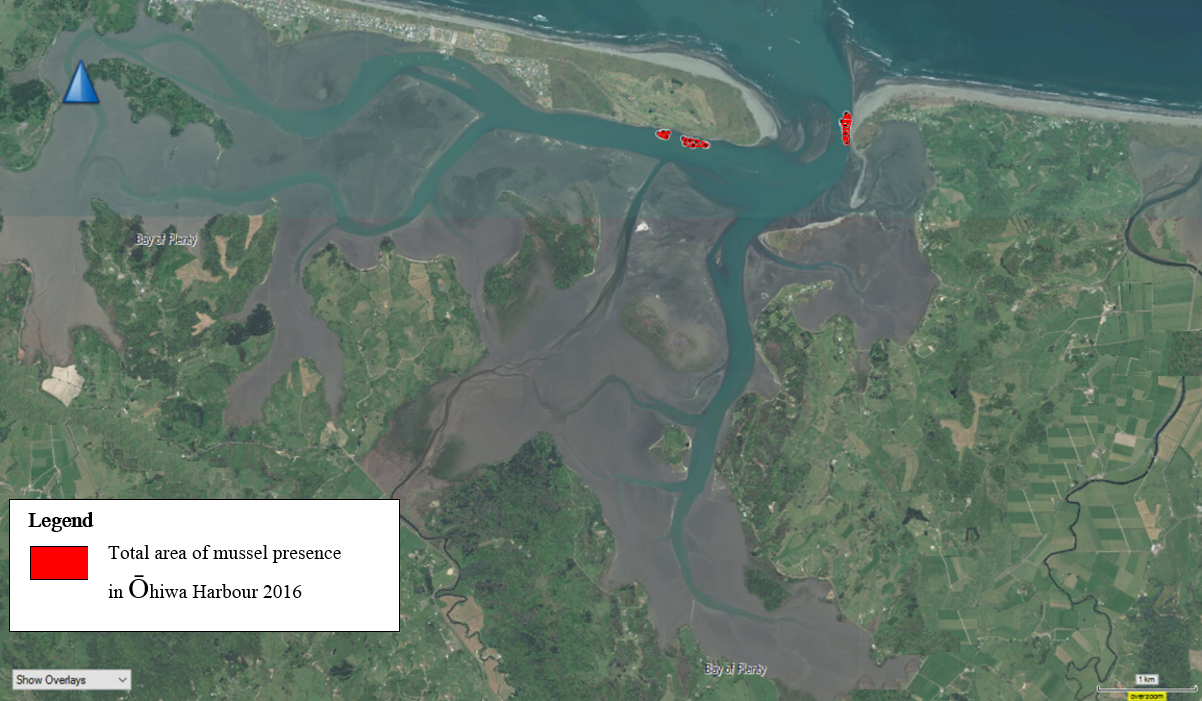 Bay of Plenty
Legend
Total area of mussel presence
in Ōhiwa Harbour 2016
Bay of Plenty
Show Overlays
1 km
overzoom